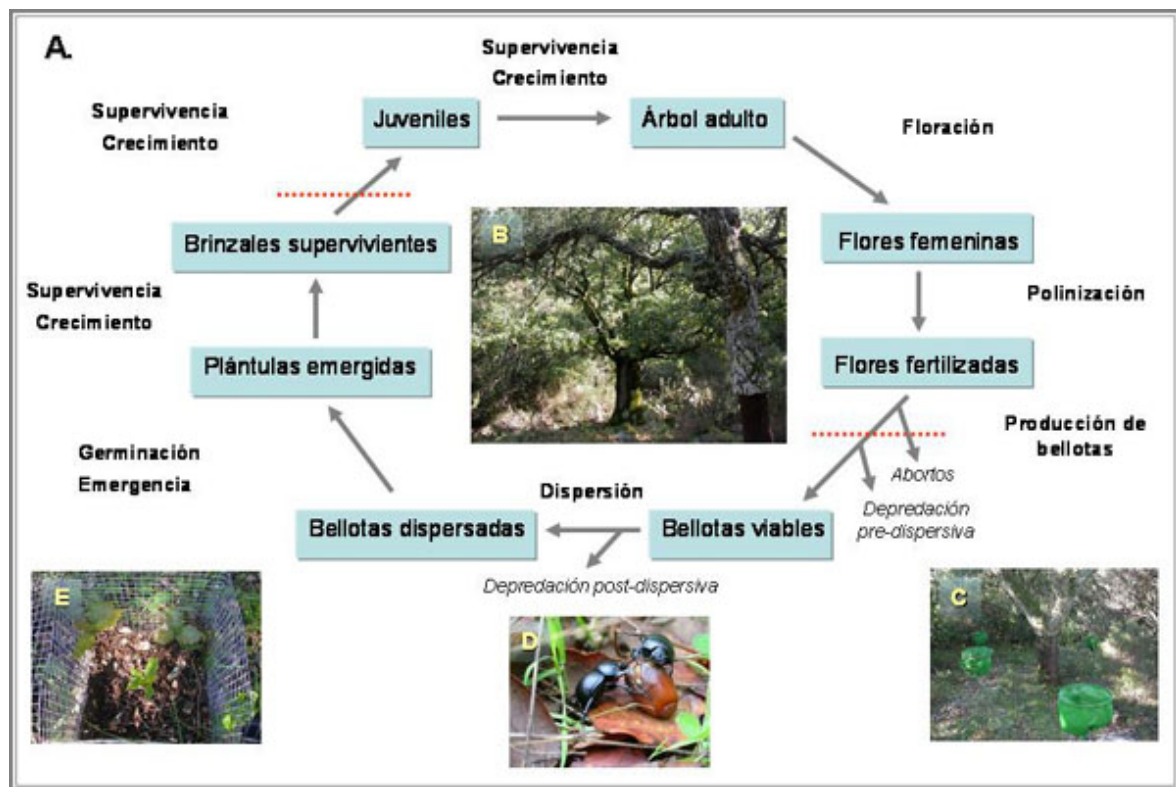 A.
Supervivencia
Crecimiento
Supervivencia
Crecimiento
Juveniles
Árbol adulto
Floración
Brinzales supervivientes
B
Flores femeninas
Supervivencia
Crecimiento
Polinización
Plántulas emergidas
Flores fertilizadas
Producción de
bellotas
Germinación
Emergencia
Abortos
Dispersión
Depredación
pre-dispersiva
Bellotas dispersadas
Bellotas viables
Depredación post-dispersiva
E
D
C